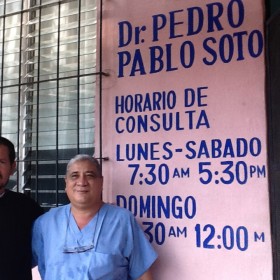 Dr. PEDRO
PABLO SOTO
HORARIO DE
CONSULTA
LUNES-SABADO
7:30 AM 5:30 PM
DOMINGO
:30 AM 12:00 M